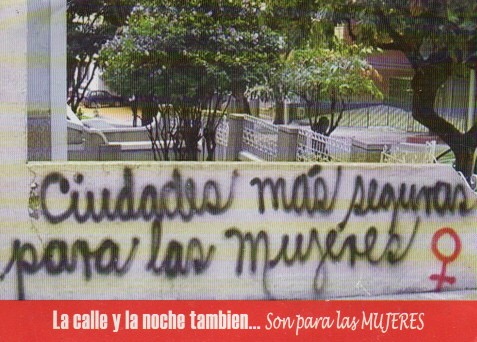 Ciudades más seguras
para las mujeres
La calle y la noche tambien... Son para las MUJERES